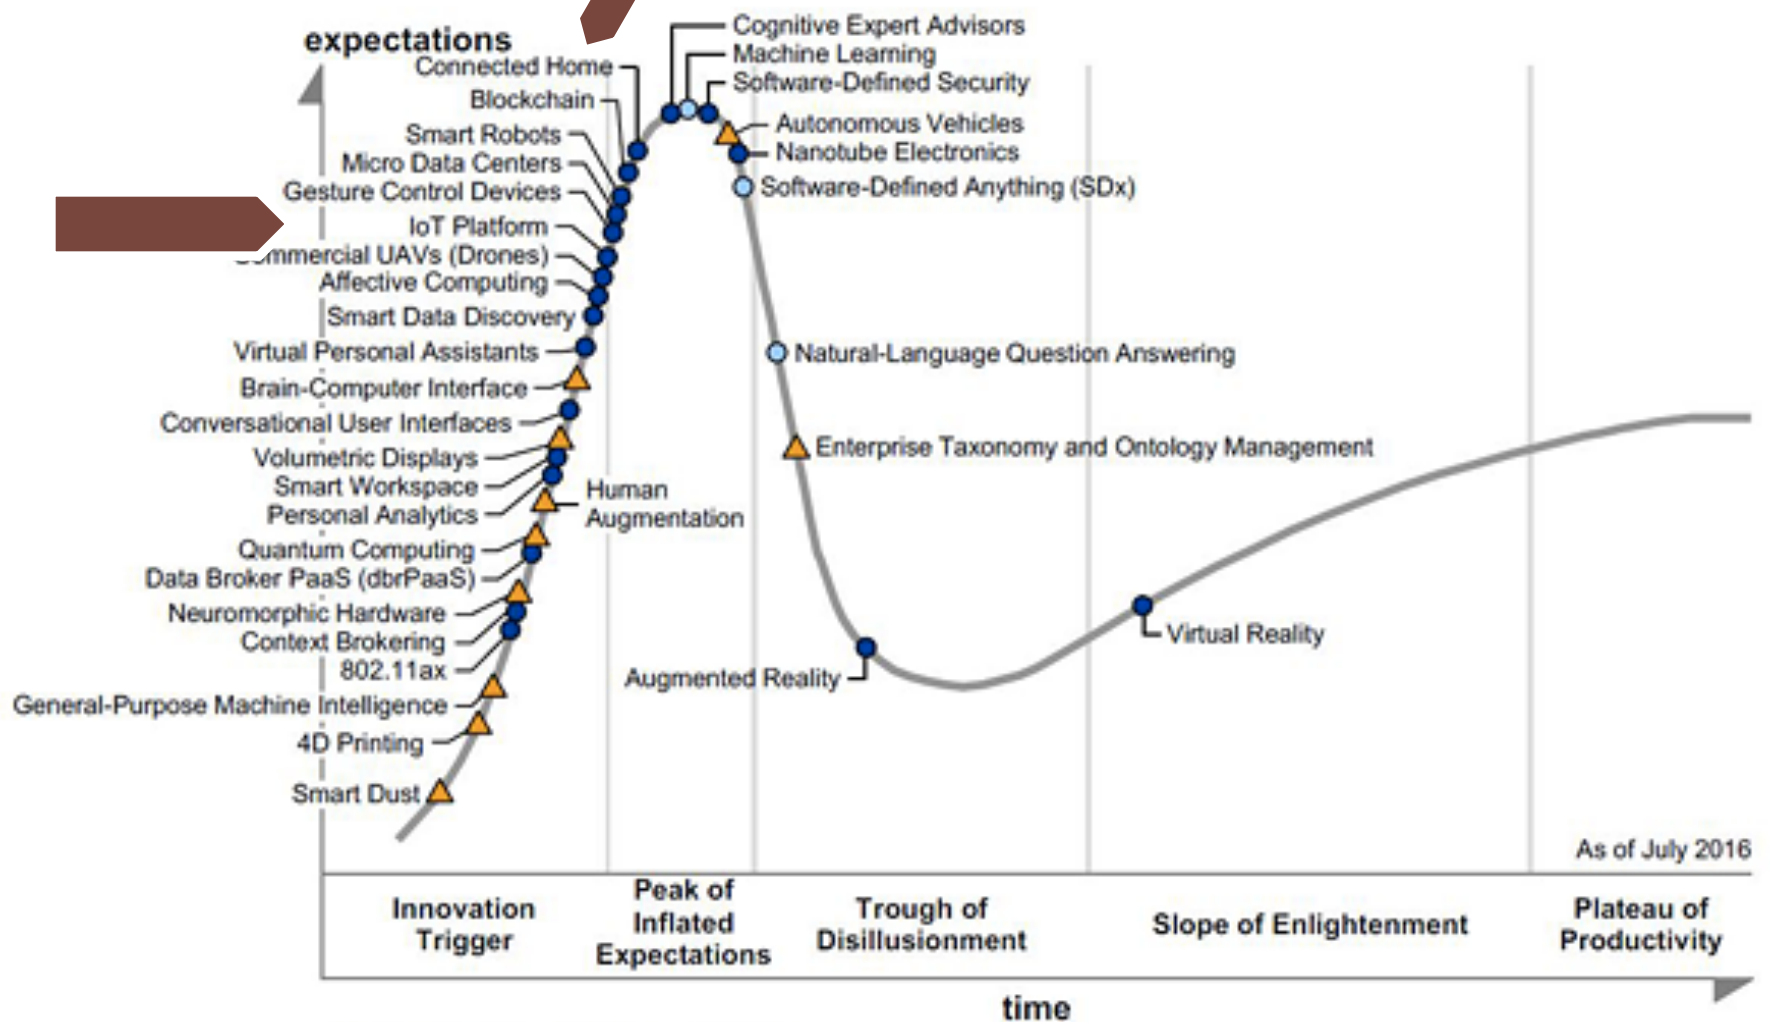 expectations
Connected Home
Blockchain
Smart Robots
Micro Data Centers
Gesture Control Devices
IoT Platform
UAVs (Drones)
Affective Computing
Smart Data Discovery
Virtual Personal Assistants
Brain-Computer Interface
Conversational User Interfaces
Volumetric Displays
Smart Workspace
Personal Analytics
Quantum Computing
Data Broker PaaS (dbrPaaS)
Neuromorphic Hardware
Context Brokering
802.11ax
General-Purpose Machine Intelligence
4D Printing
Smart Dust
Human
Augmentation
Cognitive Expert Advisors
Machine Learning
Software-Defined Security
Autonomous Vehicles
Nanotube Electronics
Software-Defined Anything (SDx)
Natural-Language Question Answering
Enterprise Taxonomy and Ontology Management
Augmented Reality
Virtual Reality
As of July 2016
Innovation
Trigger
Peak of
Inflated
Expectations
Trough of
Disillusionment
Slope of Enlightenment
Plateau of
Productivity
time